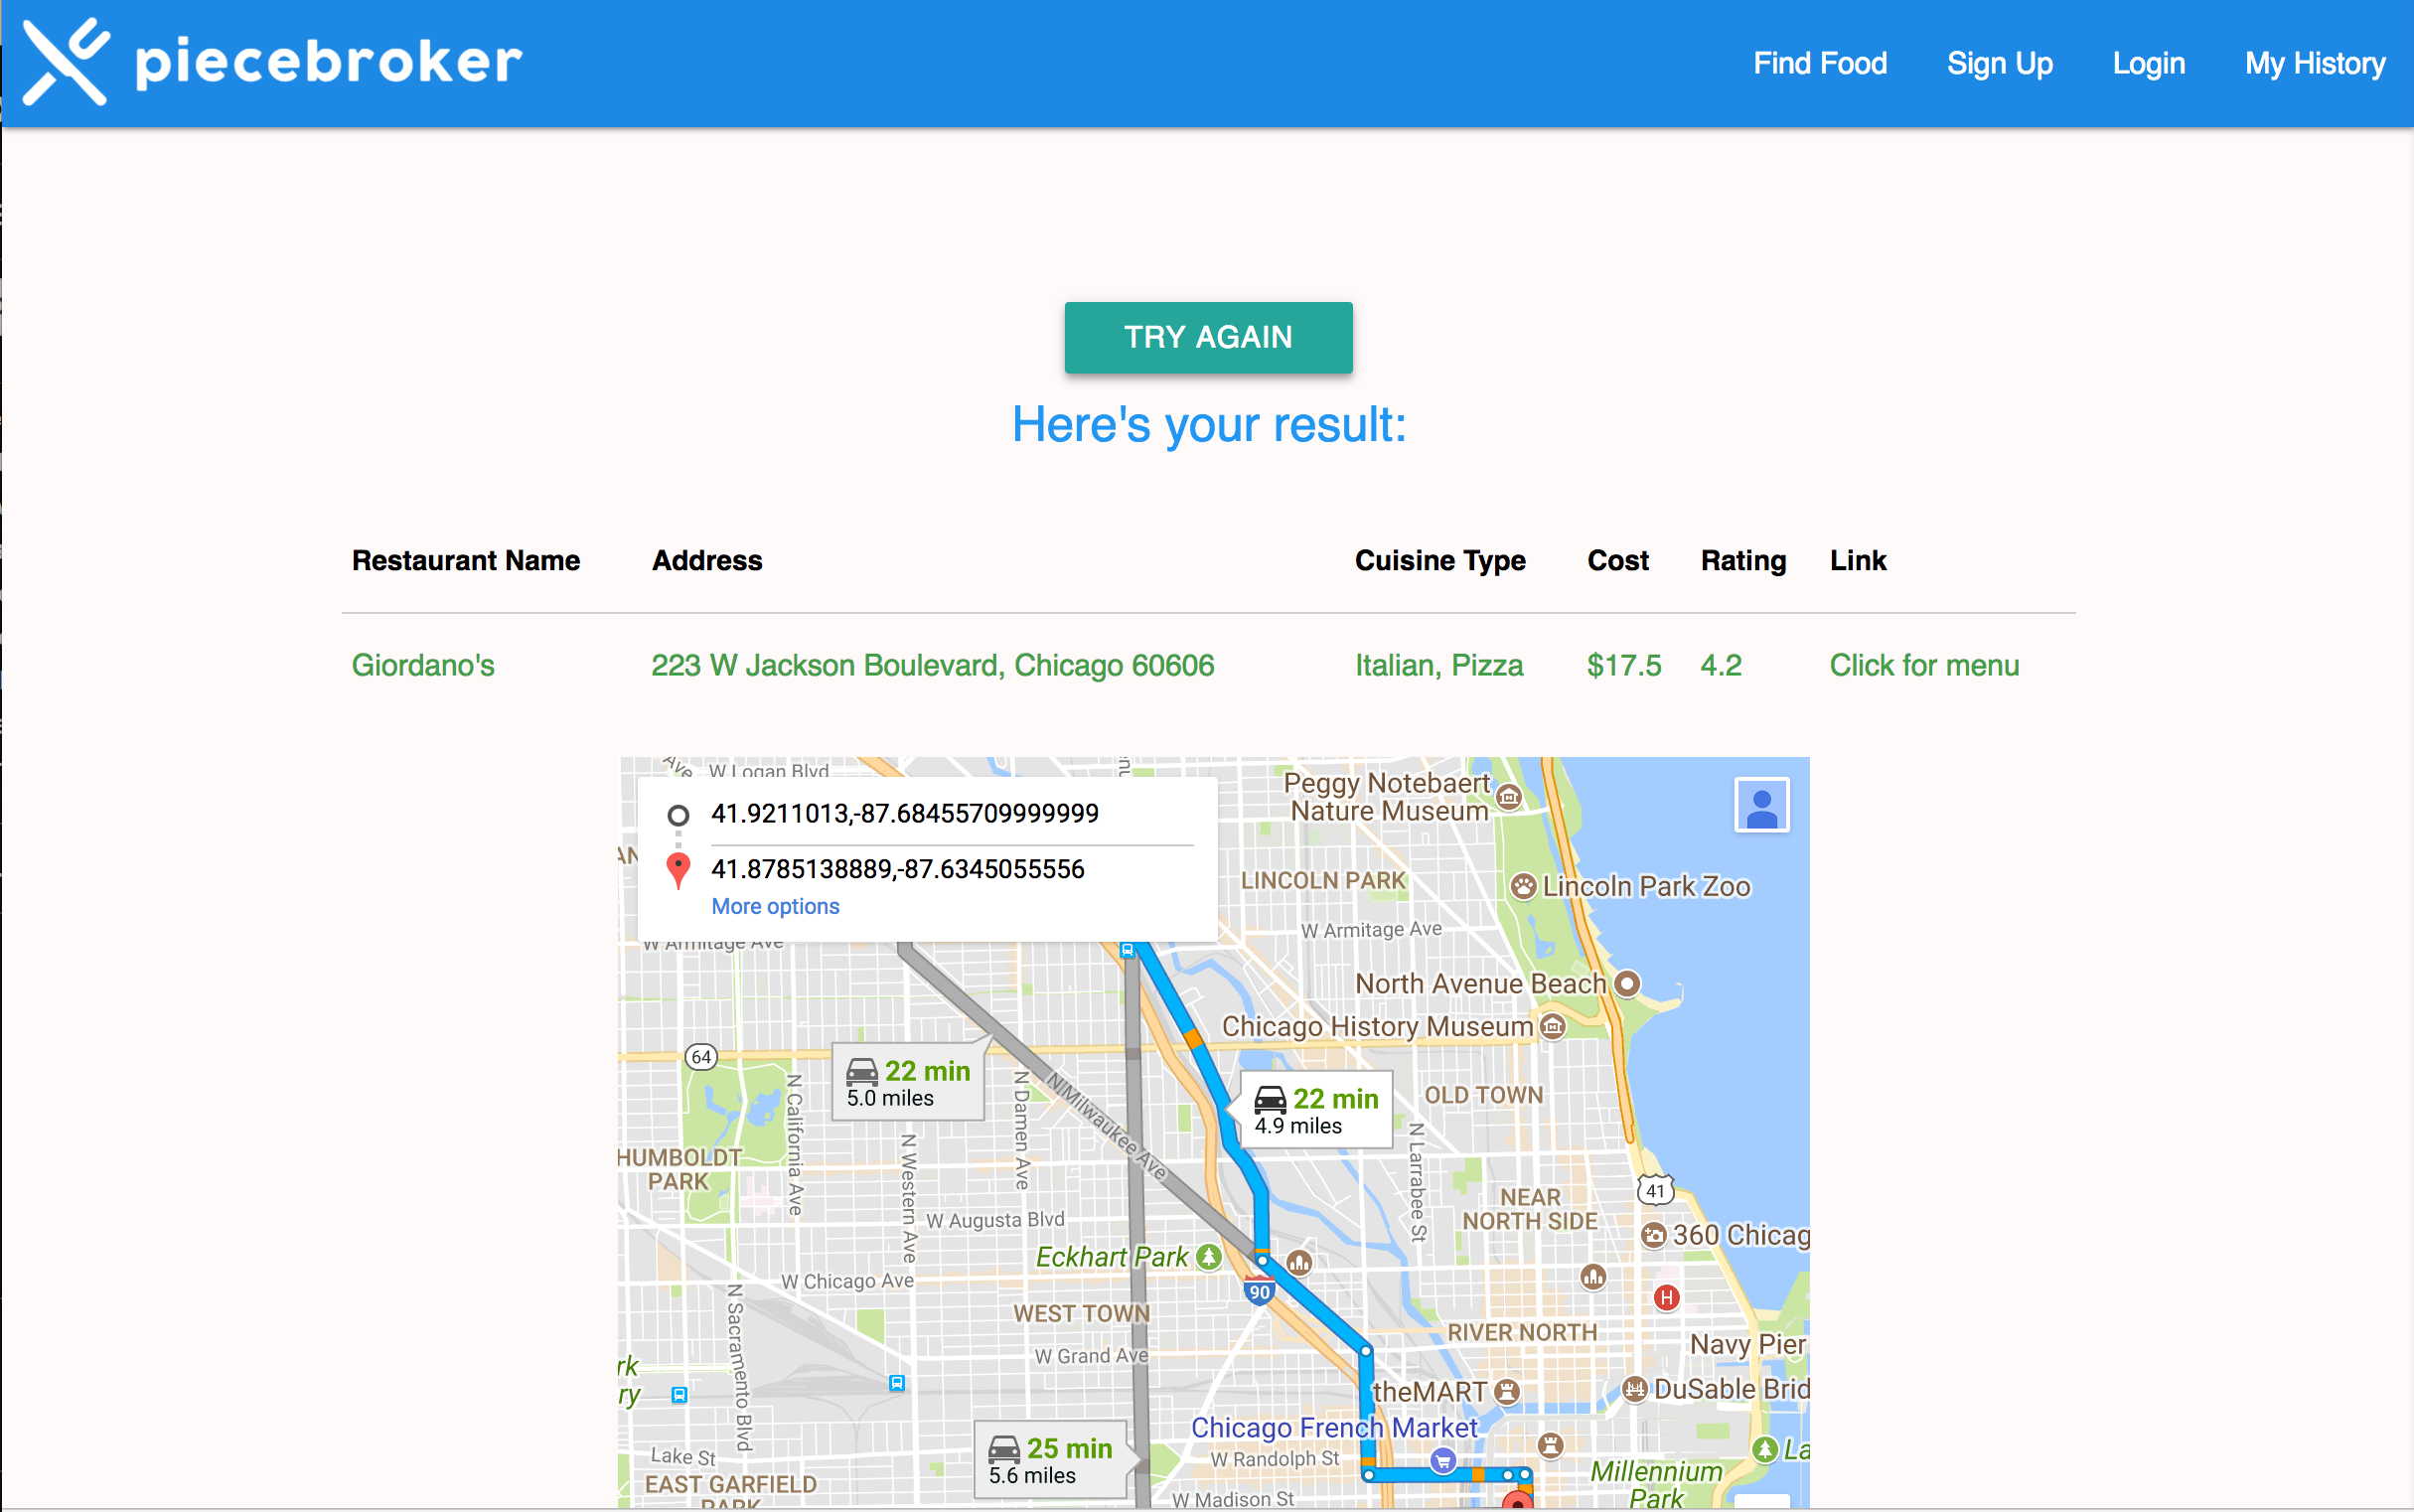 piecebroker
Find Food Sign Up Login My History
TRY AGAIN
Here's your result:
Restaurant Name Address Cuisine Type Cost Rating Link
Giordano's 223 W Jackson Boulevard, Chicago 60606 Italian, Pizza $17.5 4.2 Click for menu
Ave
W Logan Blvd
41.9211013,-87.68455709999999
41.8785138889,-87.6345055556
More options
Peggy Notebaert
Nature Museum
LINCOLN PARK
Lincoln Park Zoo
W Armitage Ave
W Armitage Ave
North Avenue Beach
Chicago History Museum
64
22 min
5.0 miles
22 min
4.9 miles
OLD TOWN
N California Ave
N Damen Ave
N Milwaukee Ave
N Western Ave
N Larrabee St
HUMBOLDT
PARK
41
NEAR
NORTH SIDE
W Augusta Blvd
360 Chicag
Eckhart Park
W Chicago Ave
90
H
N Sacramento Blvd
WEST TOWN
RIVER NORTH
Navy Pier
W Grand Ave
rk
ry
theMART
DuSable Brid
Chicago French Market
25 min
5.6 miles
W Randolph St
Lake St
La
EAST GARFIELD
PARK
Millennium
Park
W Madison St